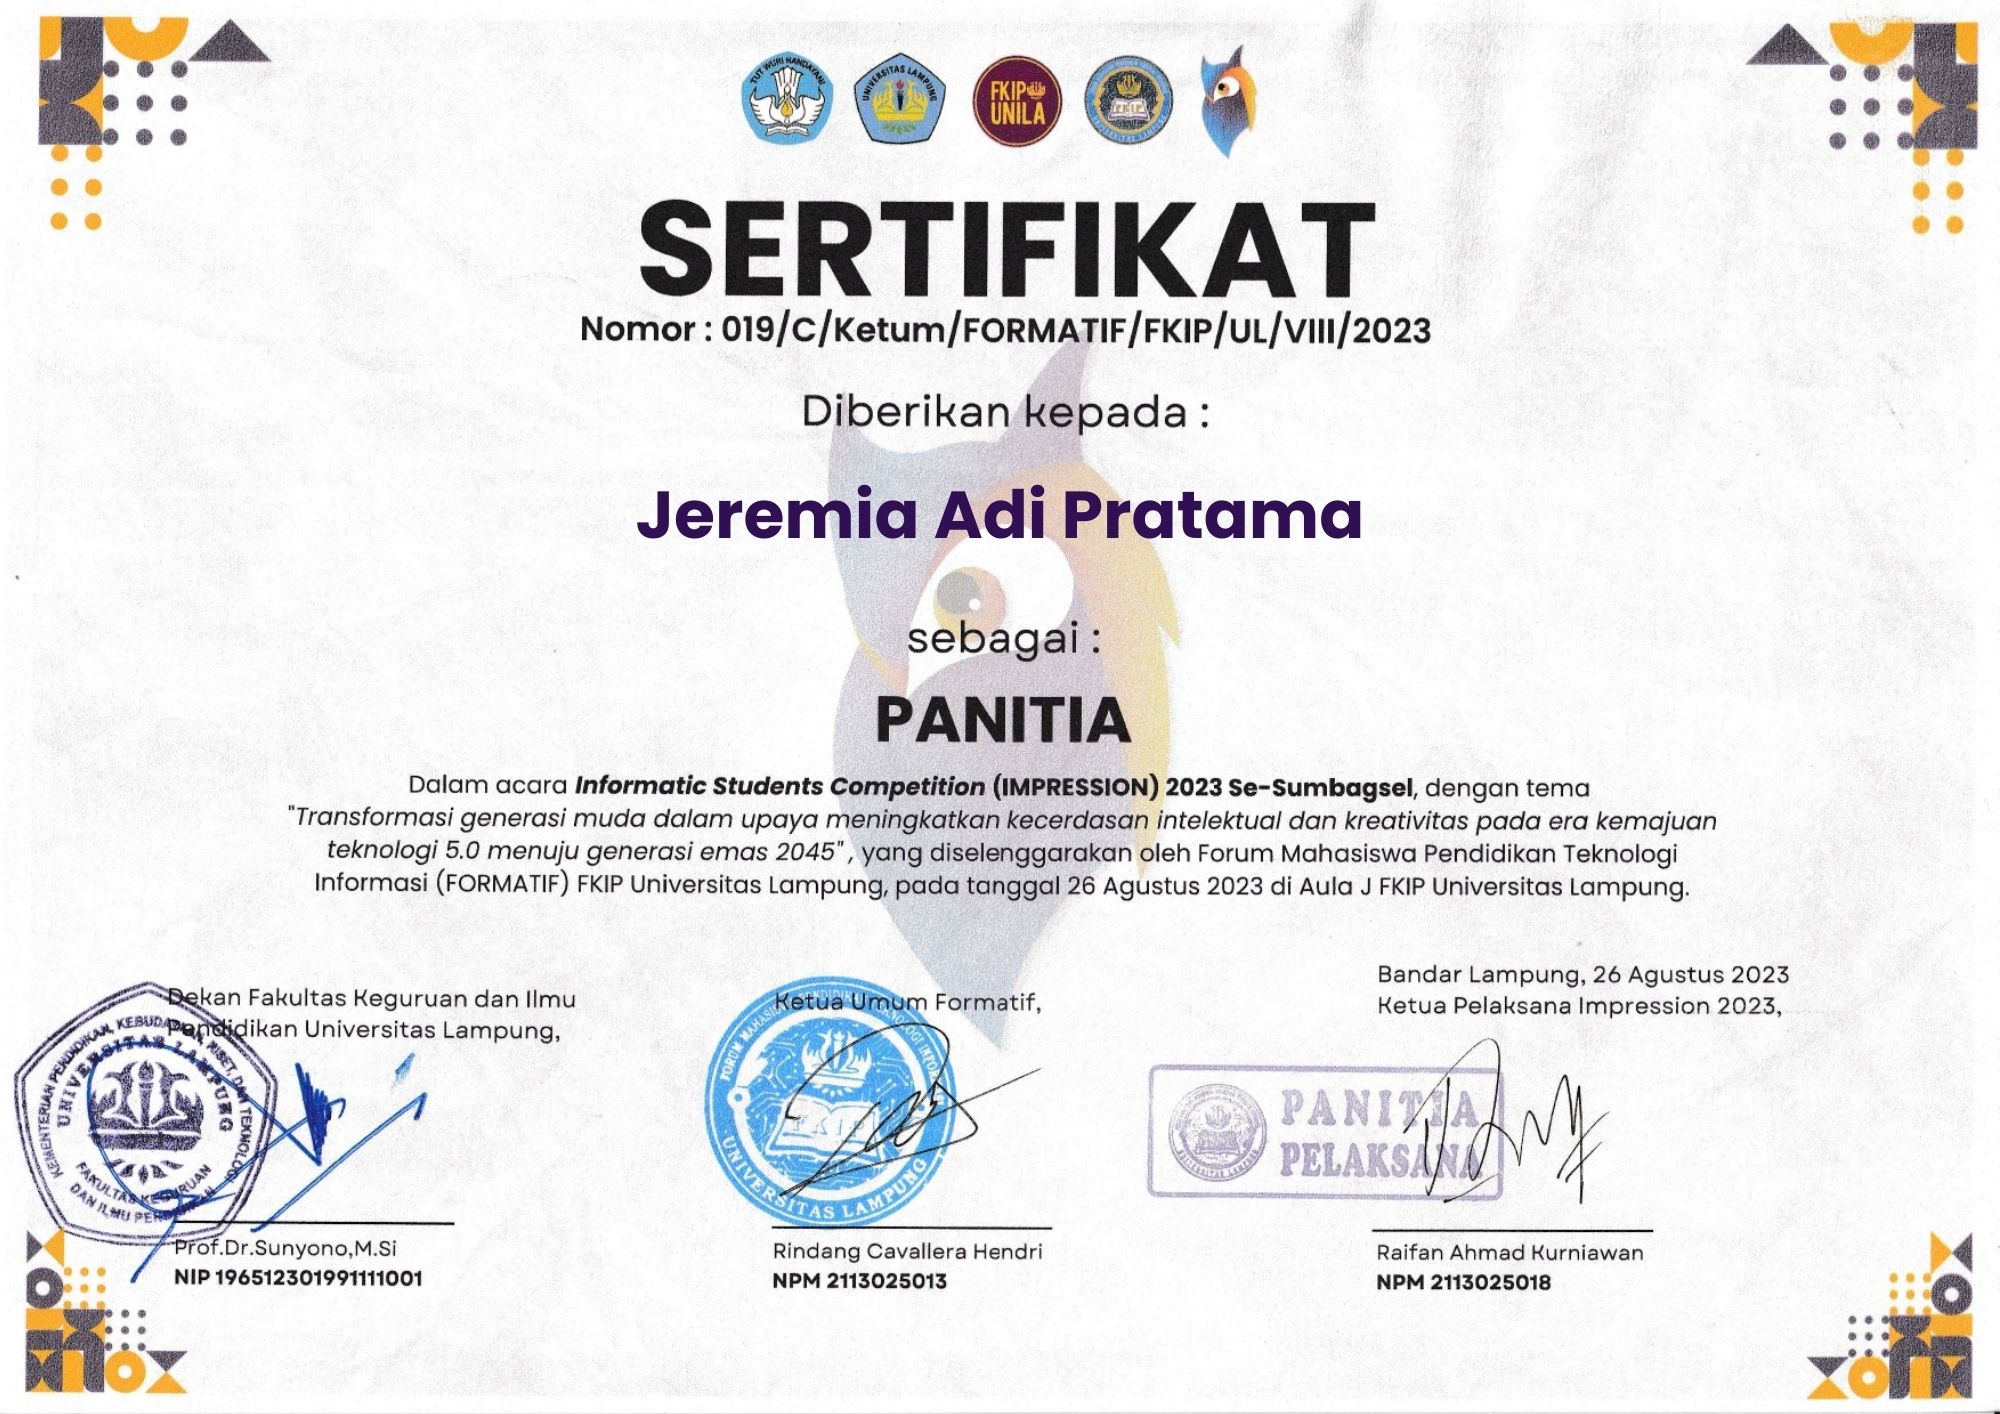 TUT WURI HANDAYANI
UNIVERSITAS LAMPUNG
FKIP
UNILA
FKIP
UNIVERSITAS LAMPUNG
SERTIFIKAT
Nomor : 019/C/Ketum/FORMATIF/FKIP/UL/VIII/2023
Diberikan kepada :
Jeremia Adi Pratama
sebagai :
PANITIA
Dalam acara Informatic Students Competition (IMPRESSION) 2023 Se-Sumbagsel, dengan tema
"Transformasi generasi muda dalam upaya meningkatkan kecerdasan intelektual dan kreativitas pada era kemajuan
teknologi 5.0 menuju generasi emas 2045" , yang diselenggarakan oleh Forum Mahasiswa Pendidikan Teknologi
Informasi (FORMATIF) FKIP Universitas Lampung, pada tanggal 26 Agustus 2023 di Aula J FKIP Universitas Lampung.
Dekan Fakultas Keguruan dan Ilmu
Pendidikan Universitas Lampung,
KEMENTERIAN PENDIDIKAN, KEBUDAYAAN, RISET, DAN TEKNOLOGI
UNIVERSITAS LAMPUNG
FAKULTAS KEGURUAN
DAN ILMU PENDIDIKAN
Prof.Dr.Sunyono,M.Si
NIP 196512301991111001
Ketua Umum Formatif,
FORUM MAHASISWA PENDIDIKAN TEKNOLOGI INFORMASI
FKIP
UNIVERSITAS LAMPUNG
Rindang Cavallera Hendri
NPM 2113025013
Bandar Lampung, 26 Agustus 2023
Ketua Pelaksana Impression 2023,
PANITIA
PELAKSANA
Raifan Ahmad Kurniawan
NPM 2113025018